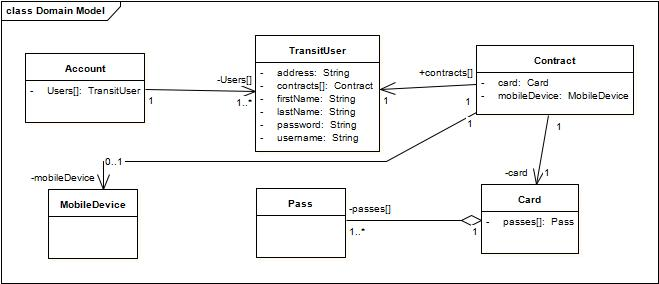 class Domain Model
Account
- Users[]: TransitUser
1
-Users[]
1..*
TransitUser
- address: String
- contracts[]: Contract
- firstName: String
- lastName: String
- password: String
- username: String
1
+contracts[]
1
Contract
- card: Card
- mobileDevice: MobileDevice
1
1
0..1
-mobileDevice
MobileDevice
Pass
-passes[]
1..*
1
-card
1
Card
- passes[]: Pass